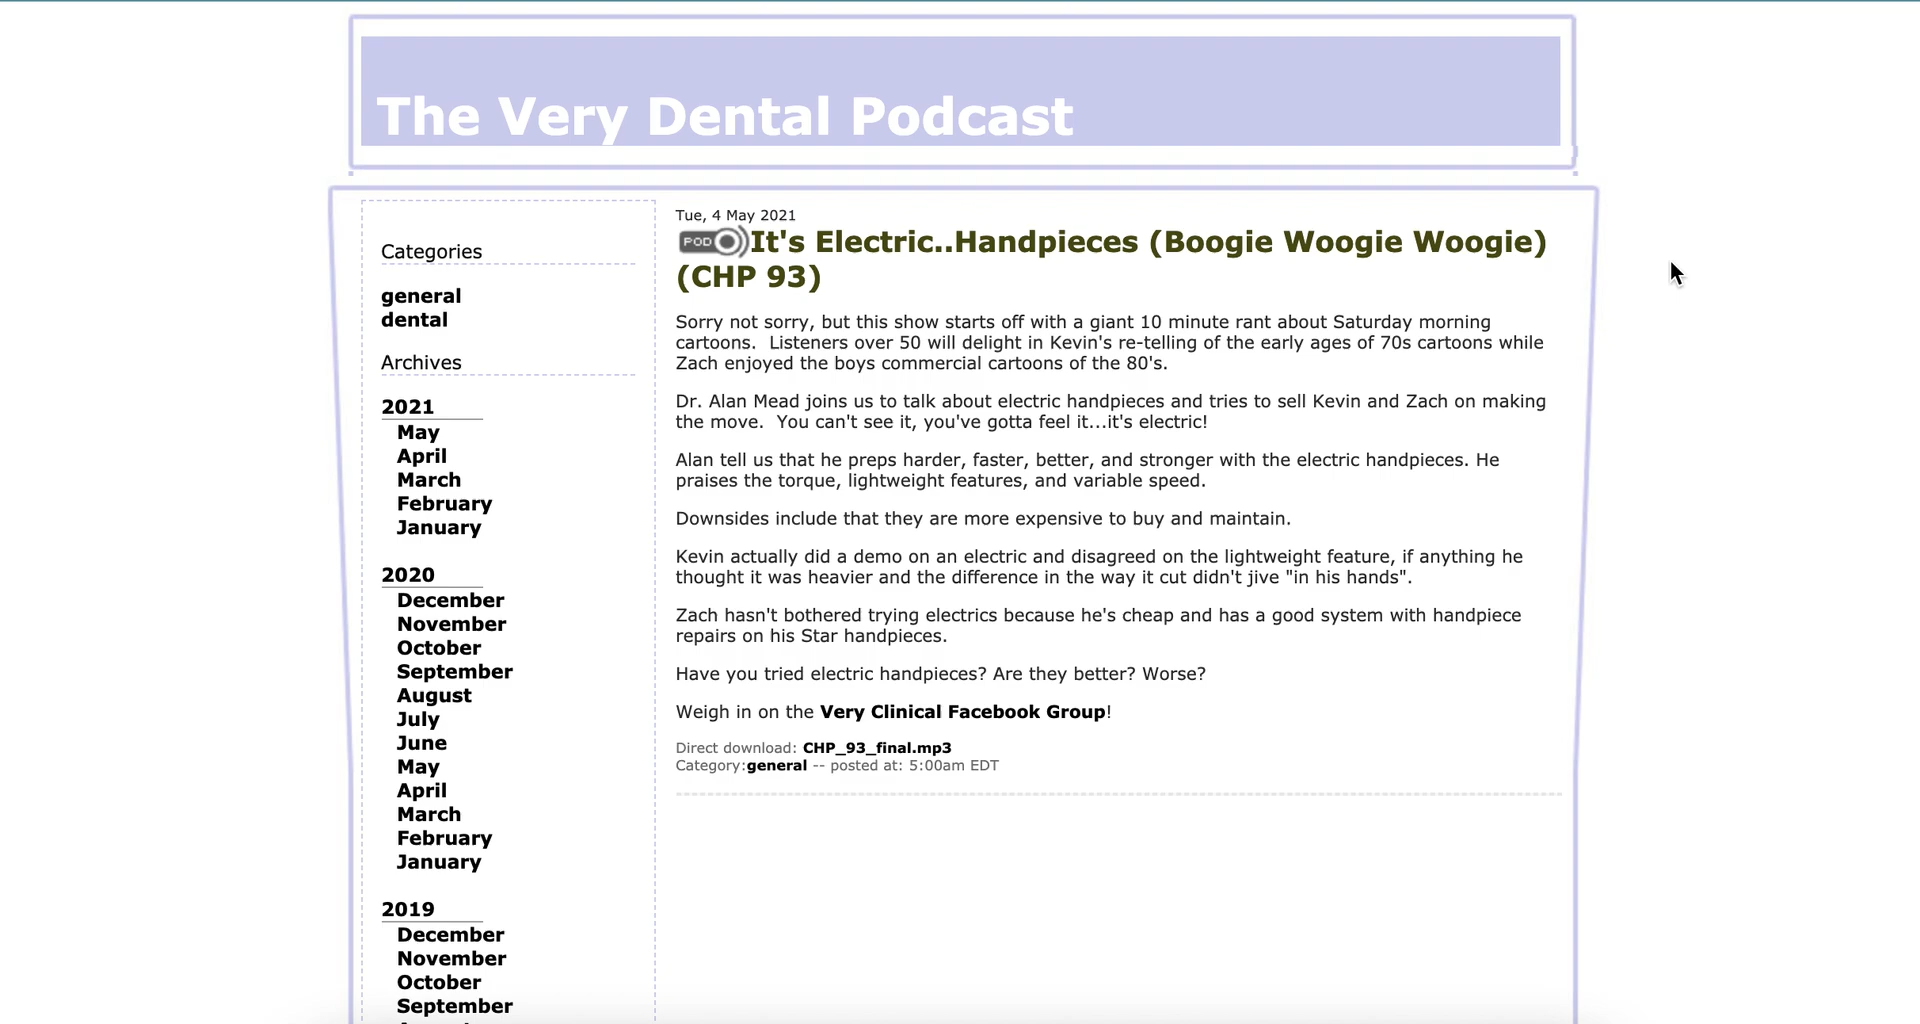 The Very Dental Podcast
Categories
general
dental
Archives
2021
May
April
March
February
January
2020
December
November
October
September
August
July
June
May
April
March
February
January
2019
December
November
October
September
Tue, 4 May 2021
POD
It's Electric..Handpieces (Boogie Woogie Woogie)
(CHP 93)
Sorry not sorry, but this show starts off with a giant 10 minute rant about Saturday morning
cartoons.  Listeners over 50 will delight in Kevin's re-telling of the early ages of 70s cartoons while
Zach enjoyed the boys commercial cartoons of the 80's.
Dr. Alan Mead joins us to talk about electric handpieces and tries to sell Kevin and Zach on making
the move.  You can't see it, you've gotta feel it...it's electric!
Alan tell us that he preps harder, faster, better, and stronger with the electric handpieces. He
praises the torque, lightweight features, and variable speed.
Downsides include that they are more expensive to buy and maintain.
Kevin actually did a demo on an electric and disagreed on the lightweight feature, if anything he
thought it was heavier and the difference in the way it cut didn't jive "in his hands".
Zach hasn't bothered trying electrics because he's cheap and has a good system with handpiece
repairs on his Star handpieces.
Have you tried electric handpieces? Are they better? Worse?
Weigh in on the Very Clinical Facebook Group!
Direct download: CHP_93_final.mp3
Category:general -- posted at: 5:00am EDT